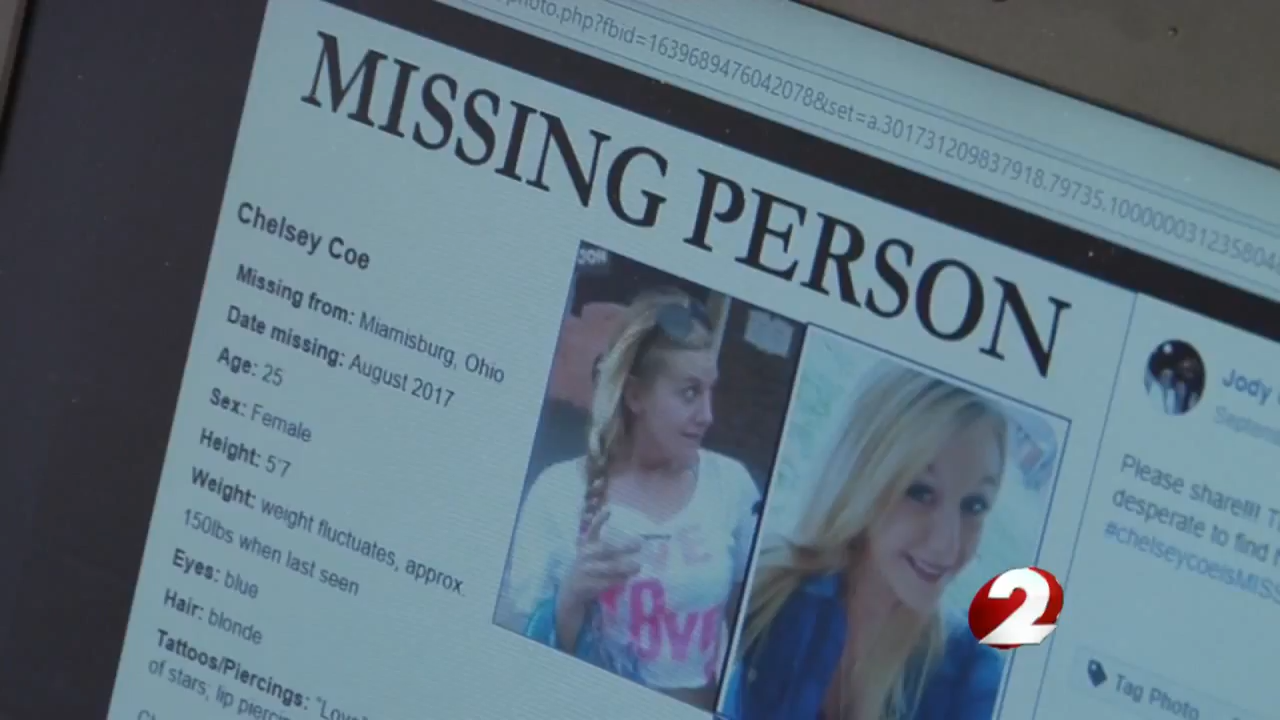 photo.php?fbid=1639689476042078&set=a.301731209837918.79735.10000003123580
MISSING PERSON
Chelsey Coe
Missing from: Miamisburg, Ohio
Date missing: August 2017
Age: 25
Sex: Female
Height: 5'7
Weight: weight fluctuates, approx.
150lbs when last seen
Eyes: blue
Hair: blonde
Tattoos/Piercings: "Love"
of stars, lip
Jody
Please share!!!!
desperate to find
#chelseycoeisMISS
2
Tag Photo